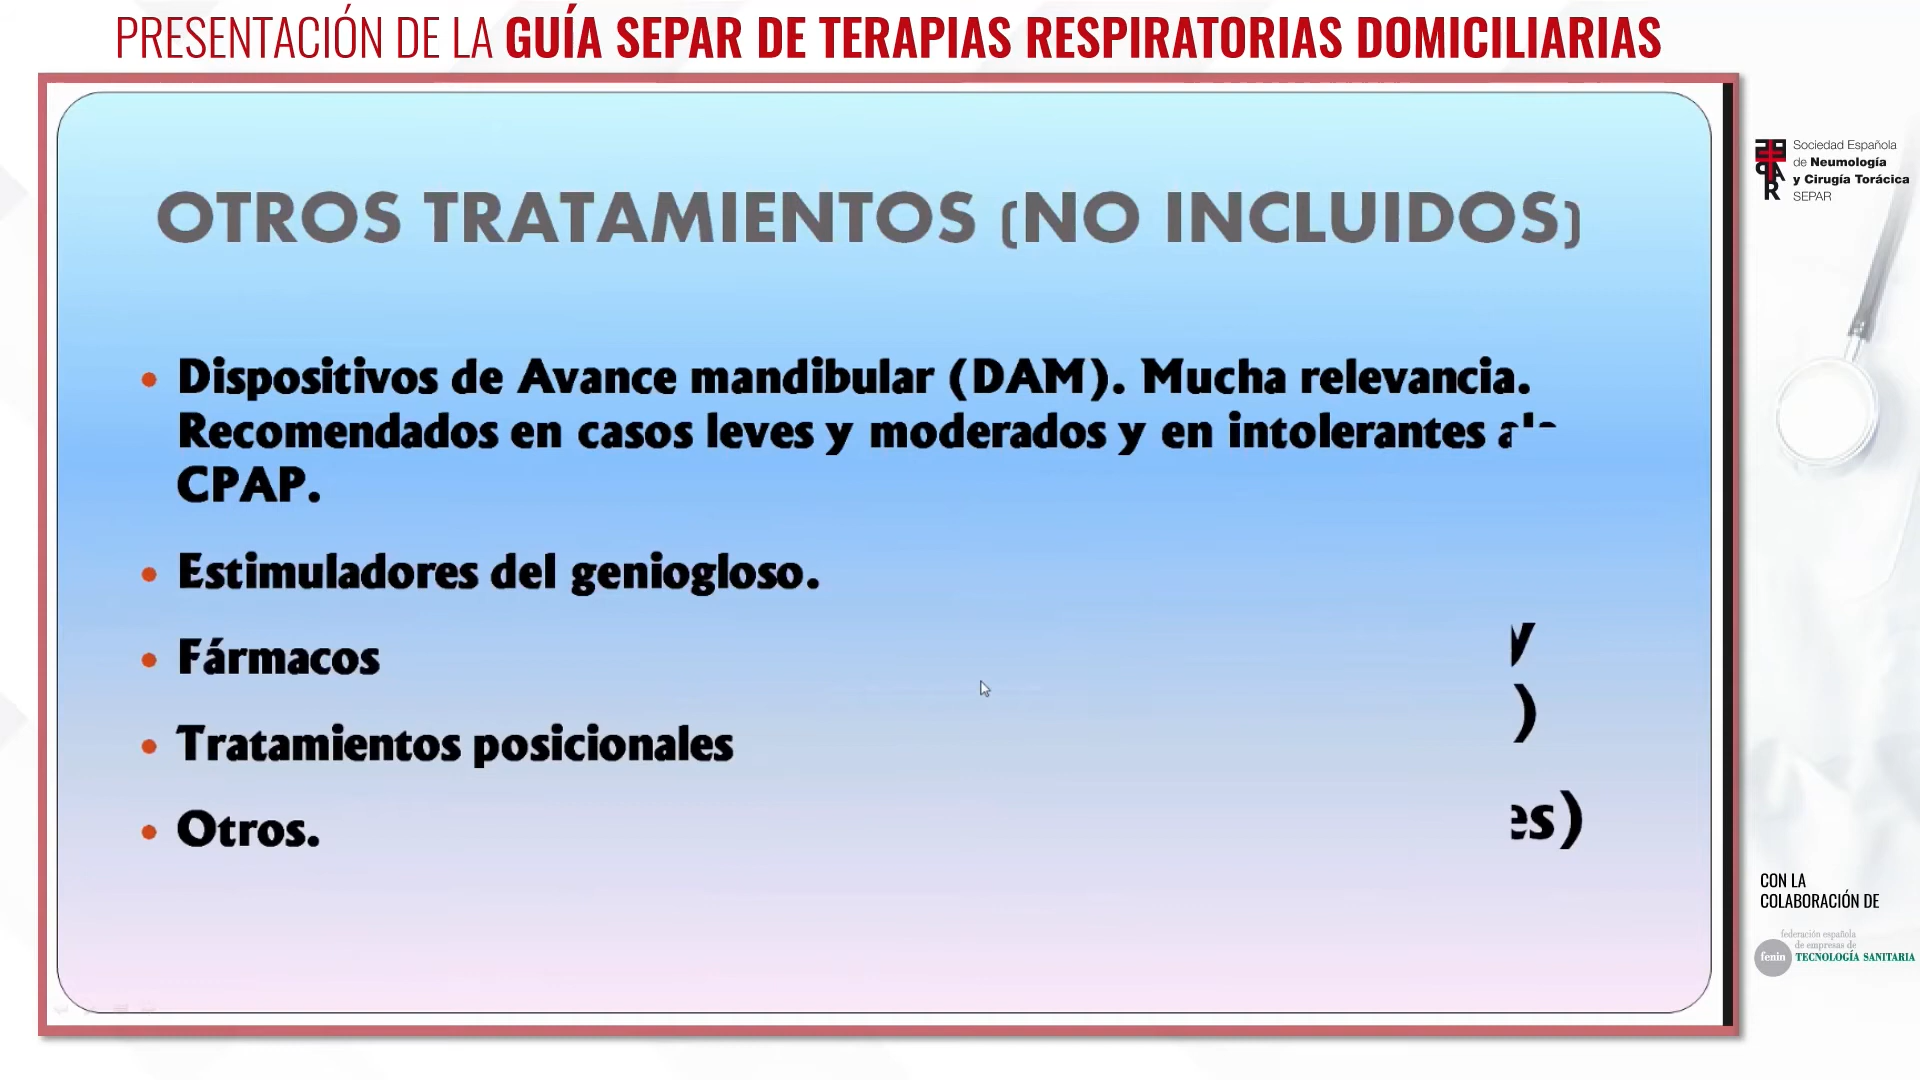 PRESENTACIÓN DE LA GUÍA SEPAR DE TERAPIAS RESPIRATORIAS DOMICILIARIAS
OTROS TRATAMIENTOS (NO INCLUIDOS)
• Dispositivos de Avance mandibular (DAM). Mucha relevancia.
Recomendados en casos leves y moderados y en intolerantes
CPAP.
• Estimuladores del geniogloso.
y
• Fármacos
)
• Tratamientos posicionales
es)
• Otros.
Sociedad Española
de Neumología
y Cirugía Torácica
SEPAR
CON LA
COLABORACIÓN DE
federación española
de empresas de
fenin TECNOLOGÍA SANITARIA